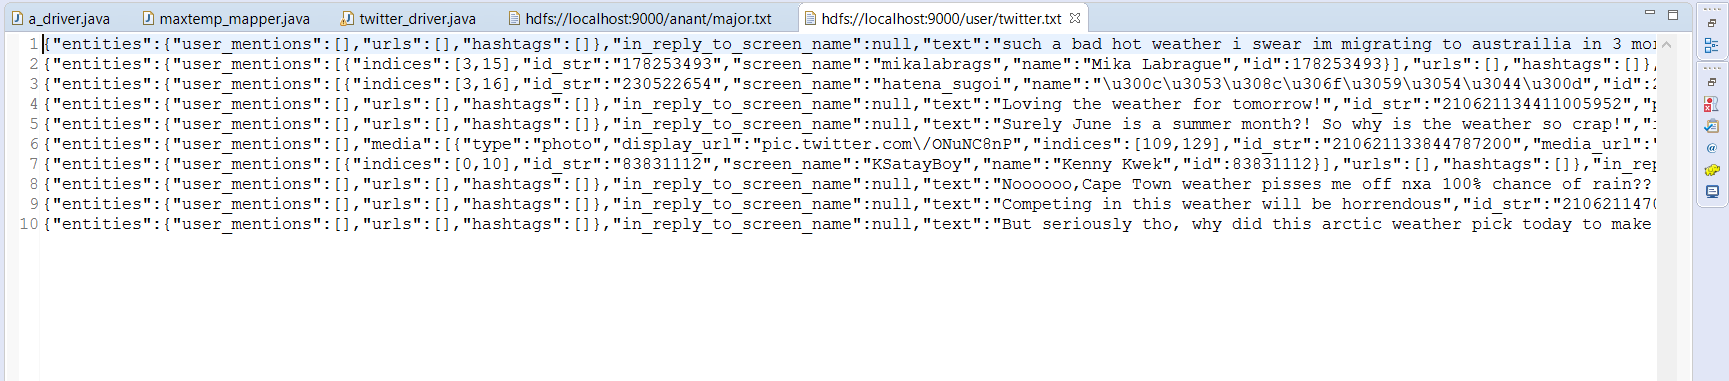 a_driver.java maxtemp_mapper.java twitter_driver.java hdfs://localhost:9000/anant/major.txt hdfs://localhost:9000/user/twitter.txt
1 {"entities":{"user_mentions":[],"urls":[],"hashtags":[]},"in_reply_to_screen_name":null,"text":"such a bad hot weather i swear im migrating to austrailia in 3 mo
2 {"entities":{"user_mentions":[{"indices":[3,15],"id_str":"178253493","screen_name":"mikalabrags","name":"Mika Labrague","id":178253493}],"urls":[],"hashtags":[]},
3 {"entities":{"user_mentions":[{"indices":[3,16],"id_str":"230522654","screen_name":"hatena_sugoi","name":"\u300c\u3053\u308c\u306f\u3059\u3054\u3044\u300d","id":2
4 {"entities":{"user_mentions":[],"urls":[],"hashtags":[]},"in_reply_to_screen_name":null,"text":"Loving the weather for tomorrow!","id_str":"210621134411005952","p
5 {"entities":{"user_mentions":[],"urls":[],"hashtags":[]},"in_reply_to_screen_name":null,"text":"Surely June is a summer month?! So why is the weather so crap!","
6 {"entities":{"user_mentions":[],"media":[{"type":"photo","display_url":"pic.twitter.com\/ONuNC8nP","indices":[109,129],"id_str":"210621133844787200","media_url":"
7 {"entities":{"user_mentions":[{"indices":[0,10],"id_str":"83831112","screen_name":"KSatayBoy","name":"Kenny Kwek","id":83831112}],"urls":[],"hashtags":[]},"in_rep
8 {"entities":{"user_mentions":[],"urls":[],"hashtags":[]},"in_reply_to_screen_name":null,"text":"Noooooo,Cape Town weather pisses me off nxa 100% chance of rain??
9 {"entities":{"user_mentions":[],"urls":[],"hashtags":[]},"in_reply_to_screen_name":null,"text":"Competing in this weather will be horrendous","id_str":"2106211470
10 {"entities":{"user_mentions":[],"urls":[],"hashtags":[]},"in_reply_to_screen_name":null,"text":"But seriously tho, why did this arctic weather pick today to make